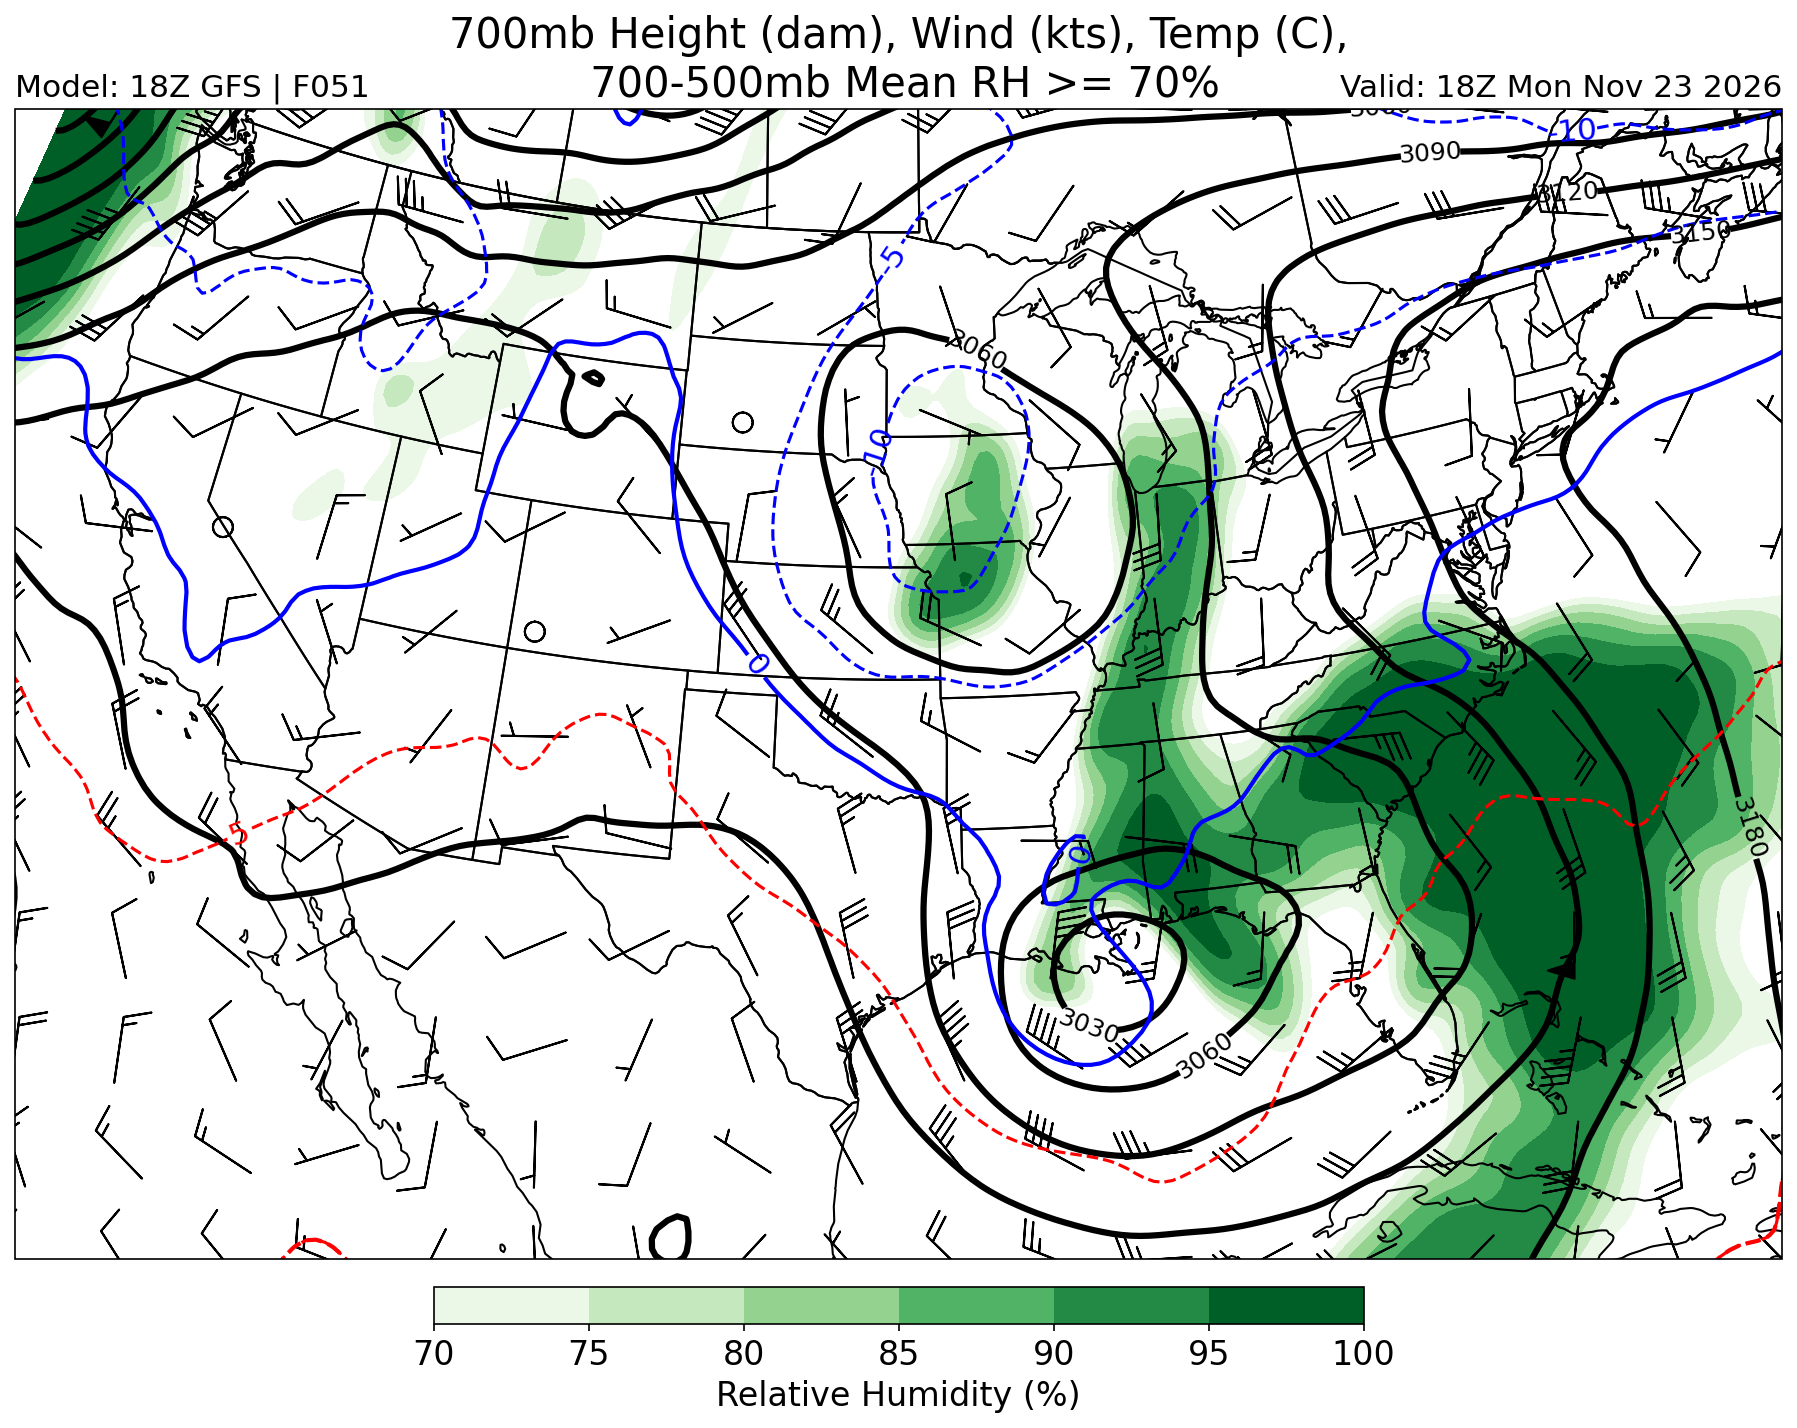 700mb Height (dam), Wind (kts), Temp (C),
700-500mb Mean RH >= 70%
Model: 18Z GFS | F051
Valid: 18Z Mon Nov 23 2026
-10
3090
3120
3150
-5
3060
-10
0
5
3180
0
3030
3060
70 75 80 85 90 95 100
Relative Humidity (%)